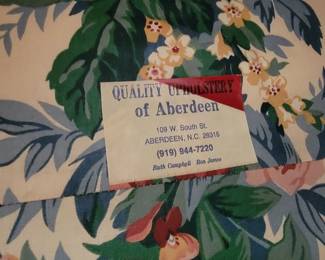 QUALITY UPHOLSTERY
of Aberdeen
109 W. South St.
ABERDEEN, N.C. 28315
(919) 944-7220
Ruth Campbell Ron Jones